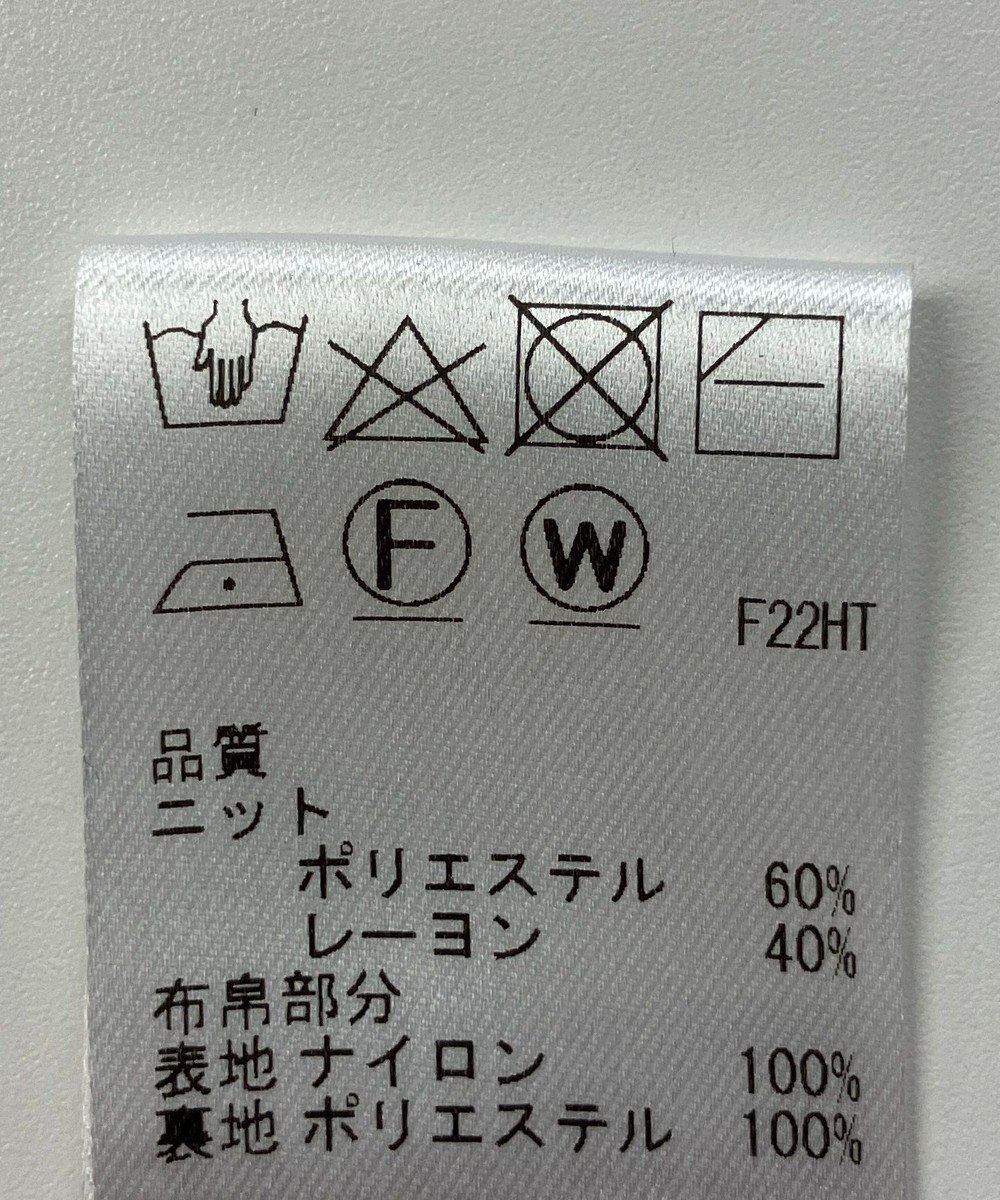 F W
F22HT
品質
ニット
ポリエステル 60%
レーヨン 40%
布帛部分
表地 ナイロン 100%
裏地 ポリエステル 100%